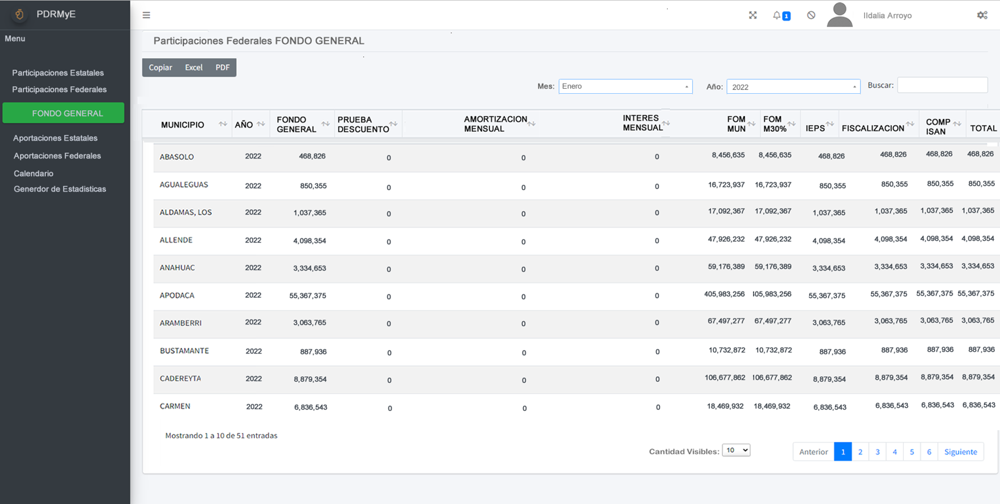 PDRMyE
1
Ildalia Arroyo
Menu
Participaciones Estatales
Participaciones Federales
FONDO GENERAL
Aportaciones Estatales
Aportaciones Federales
Calendario
Generdor de Estadisticas
Participaciones Federales FONDO GENERAL
Copiar Excel PDF
Mes: Enero Año: 2022 Buscar:
MUNICIPIO AÑO FONDO GENERAL PRUEBA DESCUENTO AMORTIZACION MENSUAL INTERES MENSUAL FOM MUN FOM M30% IEPS FISCALIZACION COMP ISAN TOTAL
ABASOLO 2022 468,826 0 0 0 8,456,635 8,456,635 468,826 468,826 468,826 468,826
AGUALEGUAS 2022 850,355 0 0 0 16,723,937 16,723,937 850,355 850,355 850,355 850,355
ALDAMAS, LOS 2022 1,037,365 0 0 0 17,092,367 17,092,367 1,037,365 1,037,365 1,037,365 1,037,365
ALLENDE 2022 4,098,354 0 0 0 47,926,232 47,926,232 4,098,354 4,098,354 4,098,354 4,098,354
ANAHUAC 2022 3,334,653 0 0 0 59,176,389 59,176,389 3,334,653 3,334,653 3,334,653 3,334,653
APODACA 2022 55,367,375 0 0 0 405,983,256 405,983,256 55,367,375 55,367,375 55,367,375 55,367,375
ARAMBERRI 2022 3,063,765 0 0 0 67,497,277 67,497,277 3,063,765 3,063,765 3,063,765 3,063,765
BUSTAMANTE 2022 887,936 0 0 0 10,732,872 10,732,872 887,936 887,936 887,936 887,936
CADEREYTA 2022 8,879,354 0 0 0 106,677,862 106,677,862 8,879,354 8,879,354 8,879,354 8,879,354
CARMEN 2022 6,836,543 0 0 0 18,469,932 18,469,932 6,836,543 6,836,543 6,836,543 6,836,543
Mostrando 1 a 10 de 51 entradas
Cantidad Visibles: 10 Anterior 1 2 3 4 5 6 Siguiente